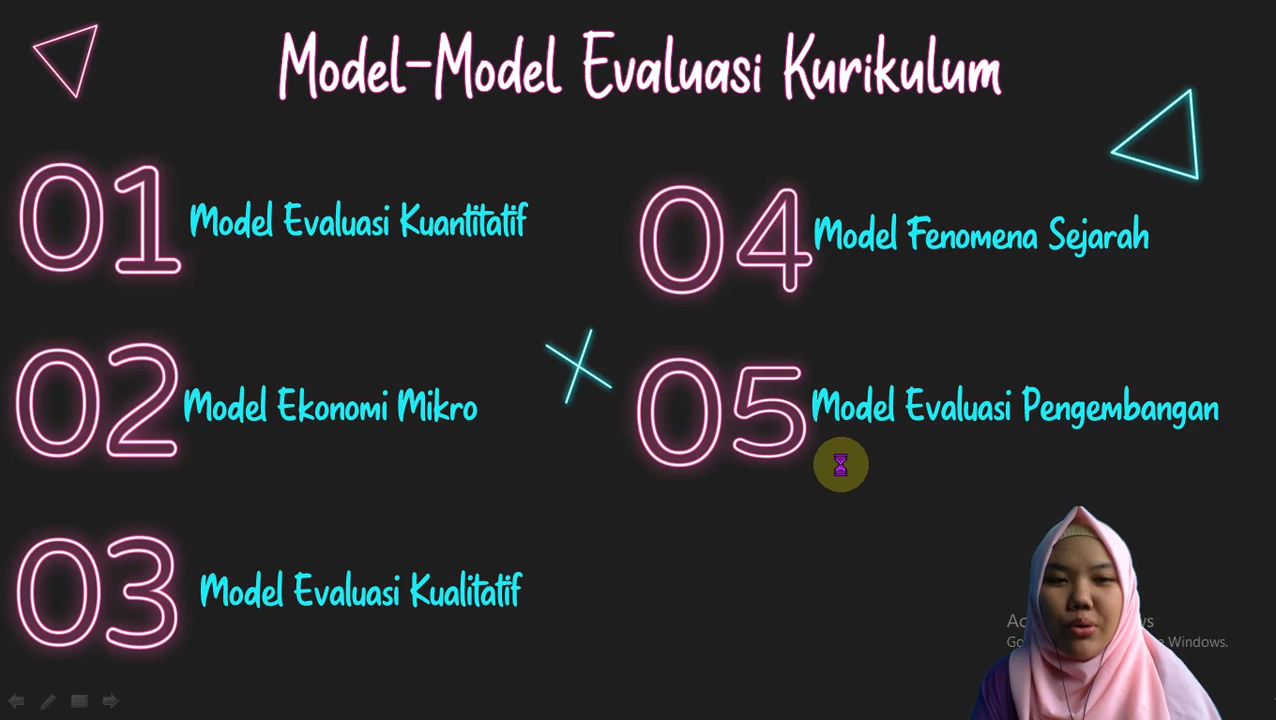 Model-Model Evaluasi Kurikulum
01
Model Evaluasi Kuantitatif
02
Model Ekonomi Mikro
03
Model Evaluasi Kualitatif
04
Model Fenomena Sejarah
05
Model Evaluasi Pengembangan
Windows.